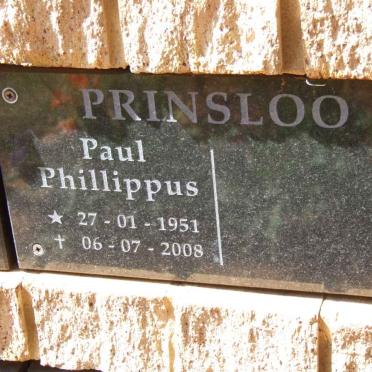 PRINSLOO
Paul
Phillippus
★ 27 - 01 - 1951
✝ 06 - 07 - 2008